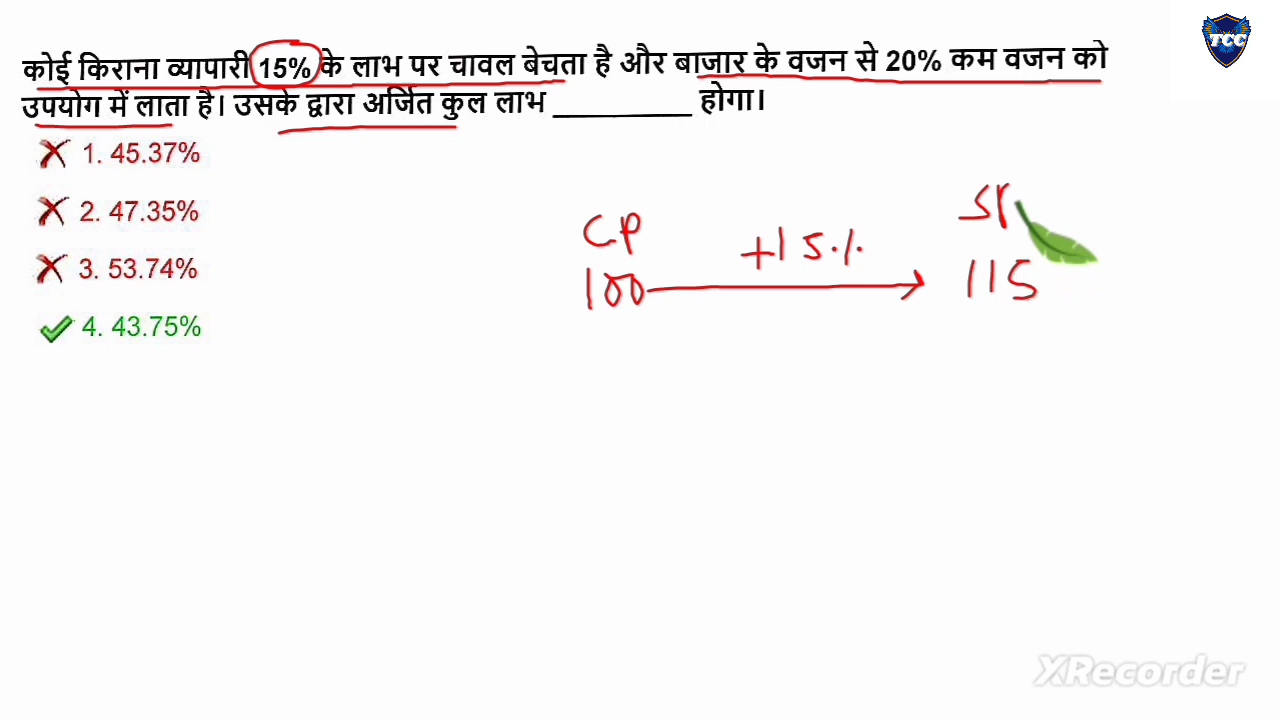 TCC
कोई किराना व्यापारी 15% के लाभ पर चावल बेचता है और बाजार के वजन से 20% कम वजन को
उपयोग में लाता है। उसके द्वारा अर्जित कुल लाभ __________ होगा।
1. 45.37%
2. 47.35%
3. 53.74%
4. 43.75%
CP +15% SP
100 115
XRecorder